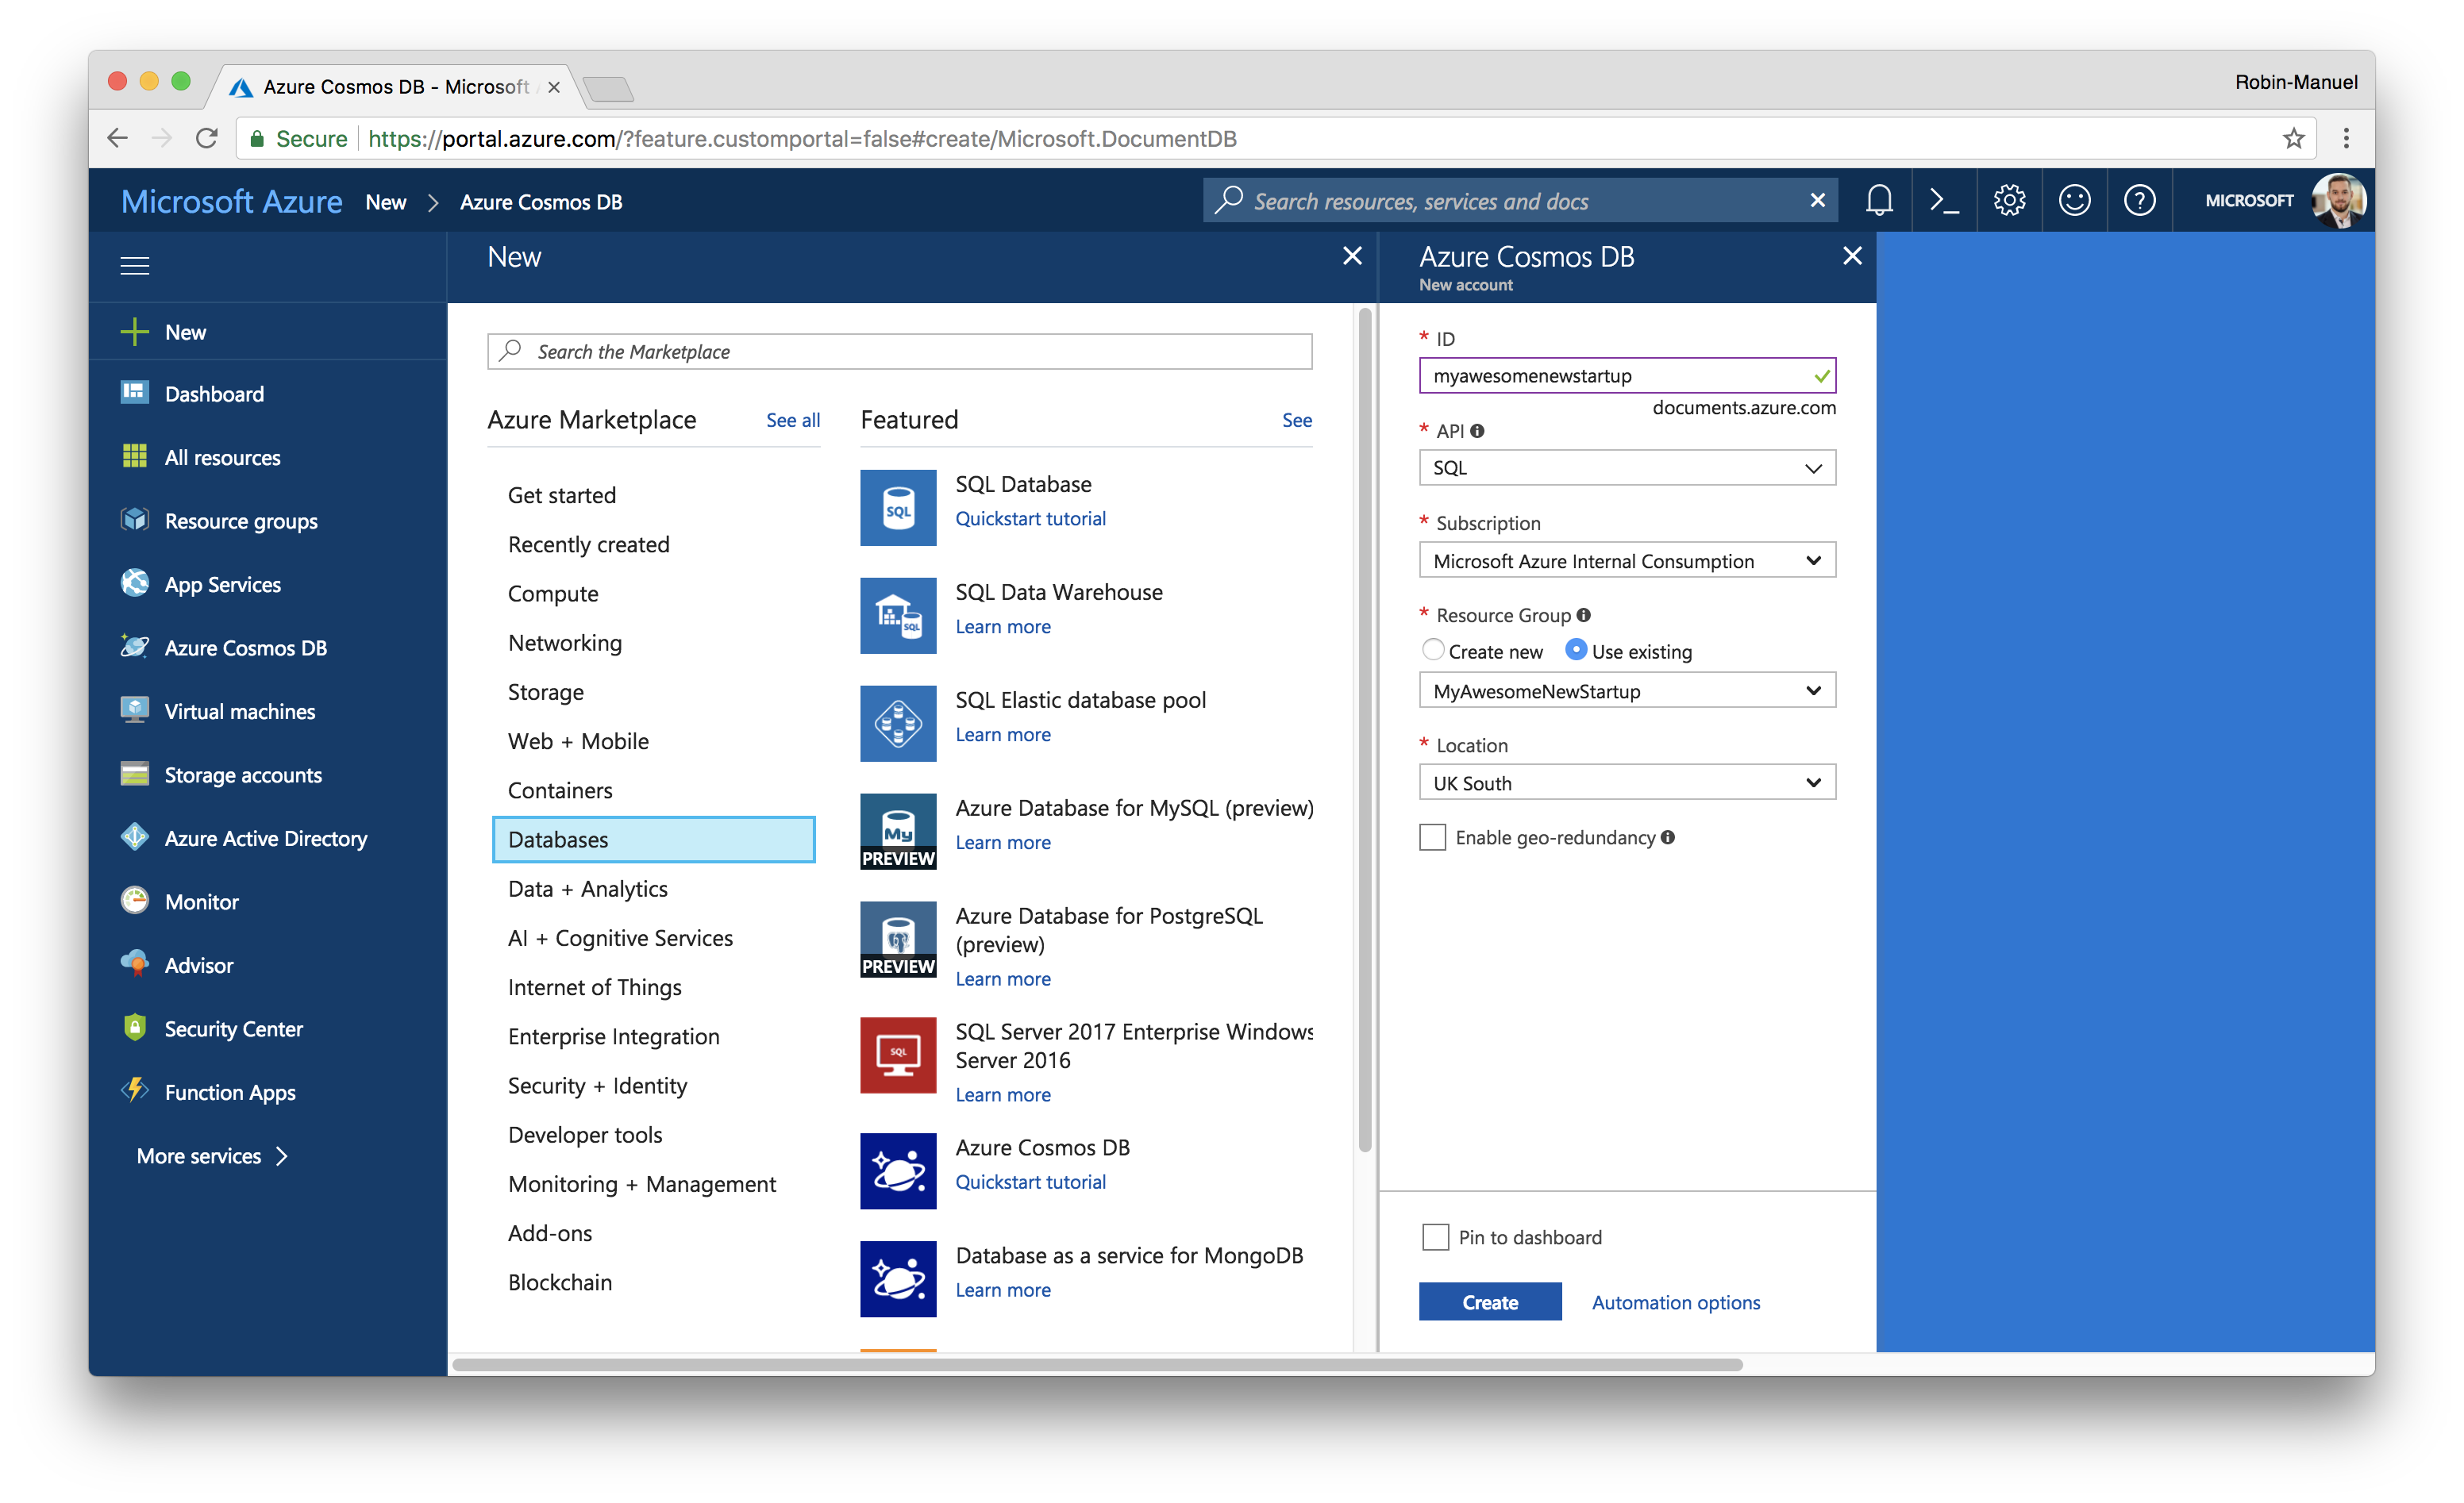 Azure Cosmos DB - Microsoft
Robin-Manuel
Secure
https://portal.azure.com/?feature.customportal=false#create/Microsoft.DocumentDB
Microsoft Azure
New
Azure Cosmos DB
Search resources, services and docs
MICROSOFT
New
Dashboard
All resources
Resource groups
App Services
Azure Cosmos DB
Virtual machines
Storage accounts
Azure Active Directory
Monitor
Advisor
Security Center
Function Apps
More services
New
Search the Marketplace
Azure Marketplace
See all
Get started
Recently created
Compute
Networking
Storage
Web + Mobile
Containers
Databases
Data + Analytics
AI + Cognitive Services
Internet of Things
Enterprise Integration
Security + Identity
Developer tools
Monitoring + Management
Add-ons
Blockchain
Featured
See
SQL
SQL Database
Quickstart tutorial
SQL
SQL Data Warehouse
Learn more
SQL Elastic database pool
Learn more
My
PREVIEW
Azure Database for MySQL (preview)
Learn more
PREVIEW
Azure Database for PostgreSQL
(preview)
Learn more
SQL
SQL Server 2017 Enterprise Windows
Server 2016
Learn more
Azure Cosmos DB
Quickstart tutorial
Database as a service for MongoDB
Learn more
Azure Cosmos DB
New account
* ID
myawesomenewstartup
documents.azure.com
* API
SQL
* Subscription
Microsoft Azure Internal Consumption
* Resource Group
Create new
Use existing
MyAwesomeNewStartup
* Location
UK South
Enable geo-redundancy
Pin to dashboard
Create
Automation options